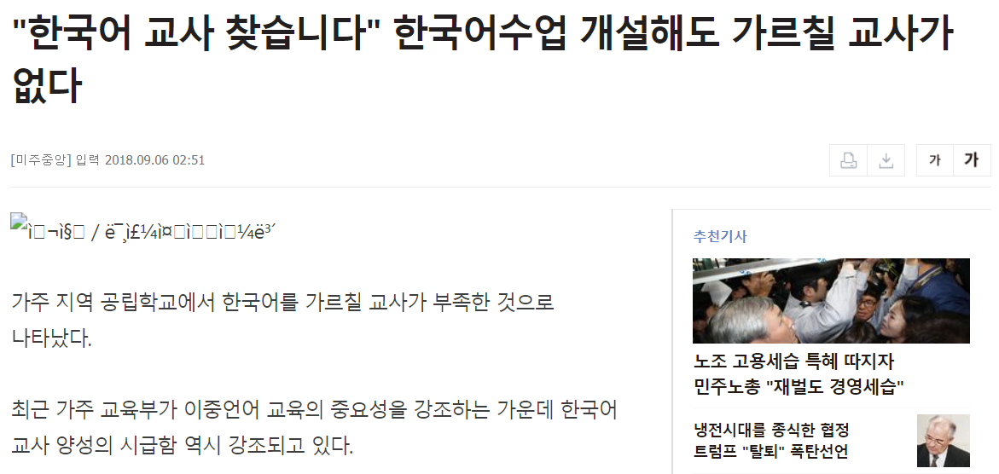 "한국어 교사 찾습니다" 한국어수업 개설해도 가르칠 교사가
없다
[미주중앙] 입력 2018.09.06 02:51
가 가
가주 지역 공립학교에서 한국어를 가르칠 교사가 부족한 것으로
나타났다.
최근 가주 교육부가 이중언어 교육의 중요성을 강조하는 가운데 한국어
교사 양성의 시급함 역시 강조되고 있다.
추천기사
노조 고용세습 특혜 따지자
민주노총 "재벌도 경영세습"
냉전시대를 종식한 협정
트럼프 "탈퇴" 폭탄선언